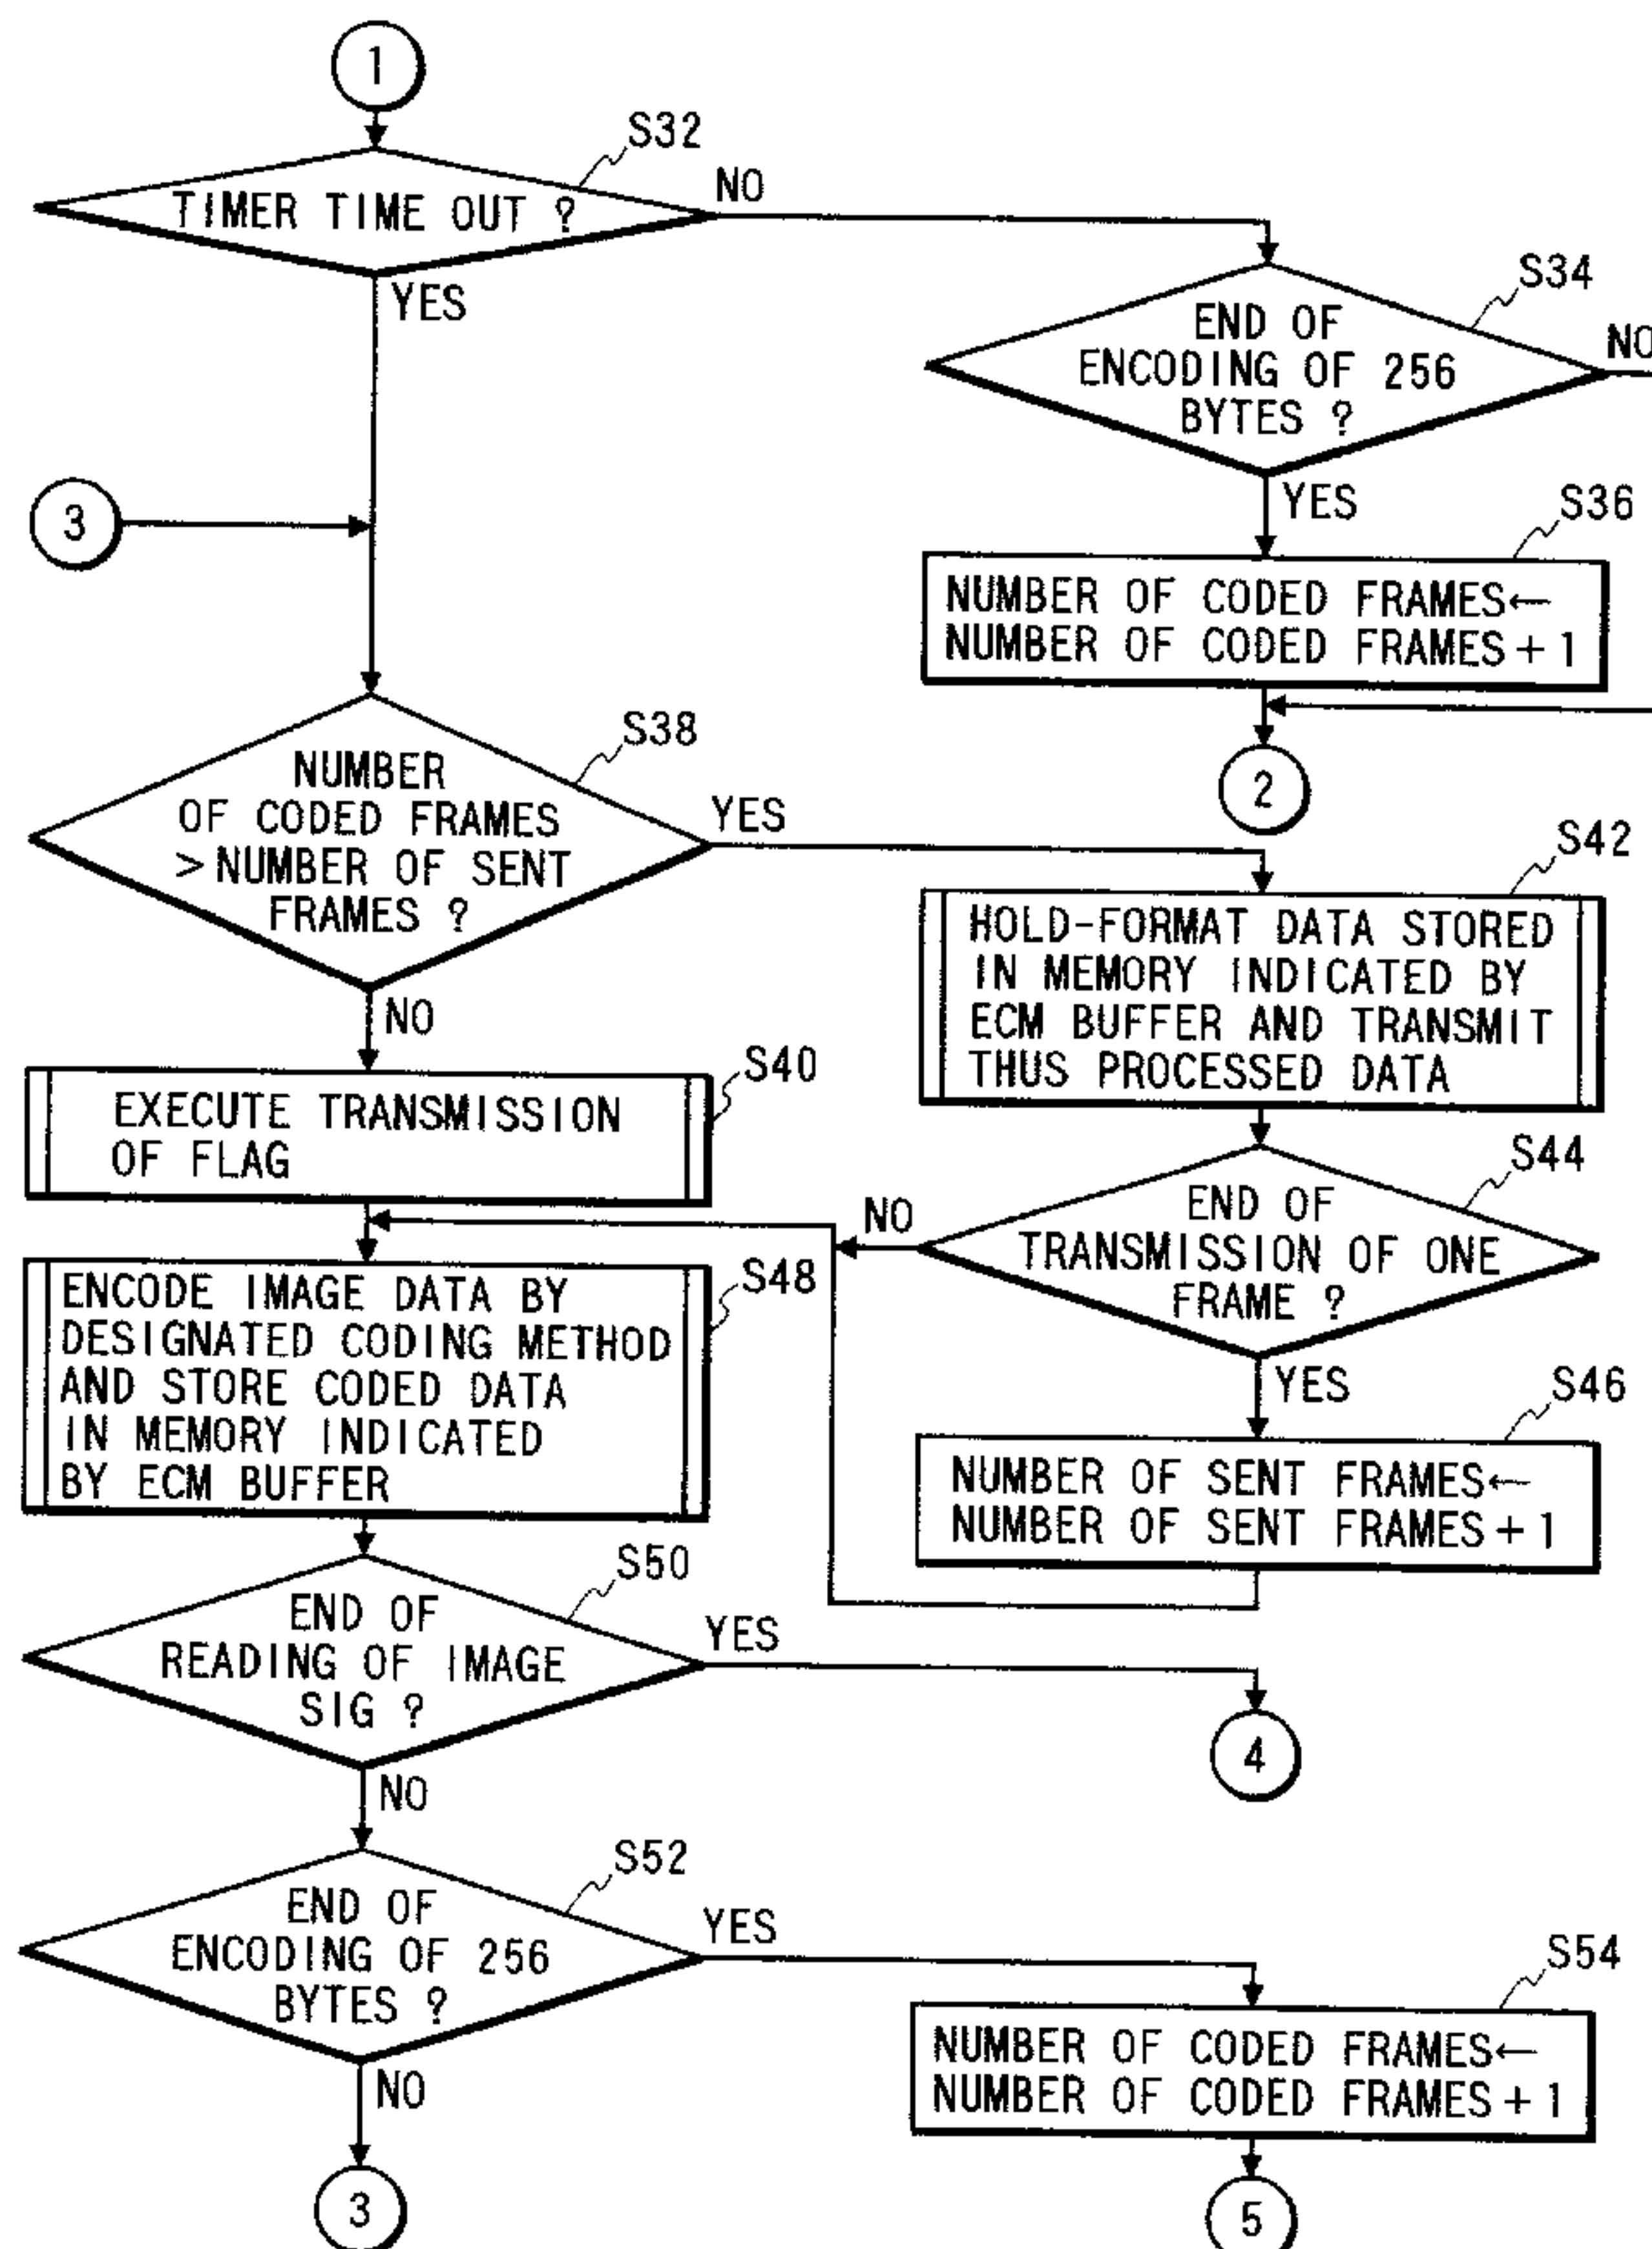 1
S32
TIMER TIME OUT ?
NO
YES
S34
END OF
ENCODING OF 256
BYTES ?
NO
YES
3
S36
NUMBER OF CODED FRAMES←
NUMBER OF CODED FRAMES+1
2
S38
NUMBER
OF CODED FRAMES
>NUMBER OF SENT
FRAMES ?
YES
NO
S42
HOLD-FORMAT DATA STORED
IN MEMORY INDICATED BY
ECM BUFFER AND TRANSMIT
THUS PROCESSED DATA
S40
EXECUTE TRANSMISSION
OF FLAG
S44
END OF
TRANSMISSION OF ONE
FRAME ?
NO
YES
S48
ENCODE IMAGE DATA BY
DESIGNATED CODING METHOD
AND STORE CODED DATA
IN MEMORY INDICATED
BY ECM BUFFER
S46
NUMBER OF SENT FRAMES←
NUMBER OF SENT FRAMES+1
S50
END OF
READING OF IMAGE
SIG ?
YES
4
NO
S52
END OF
ENCODING OF 256
BYTES ?
YES
NO
S54
NUMBER OF CODED FRAMES←
NUMBER OF CODED FRAMES+1
3
5